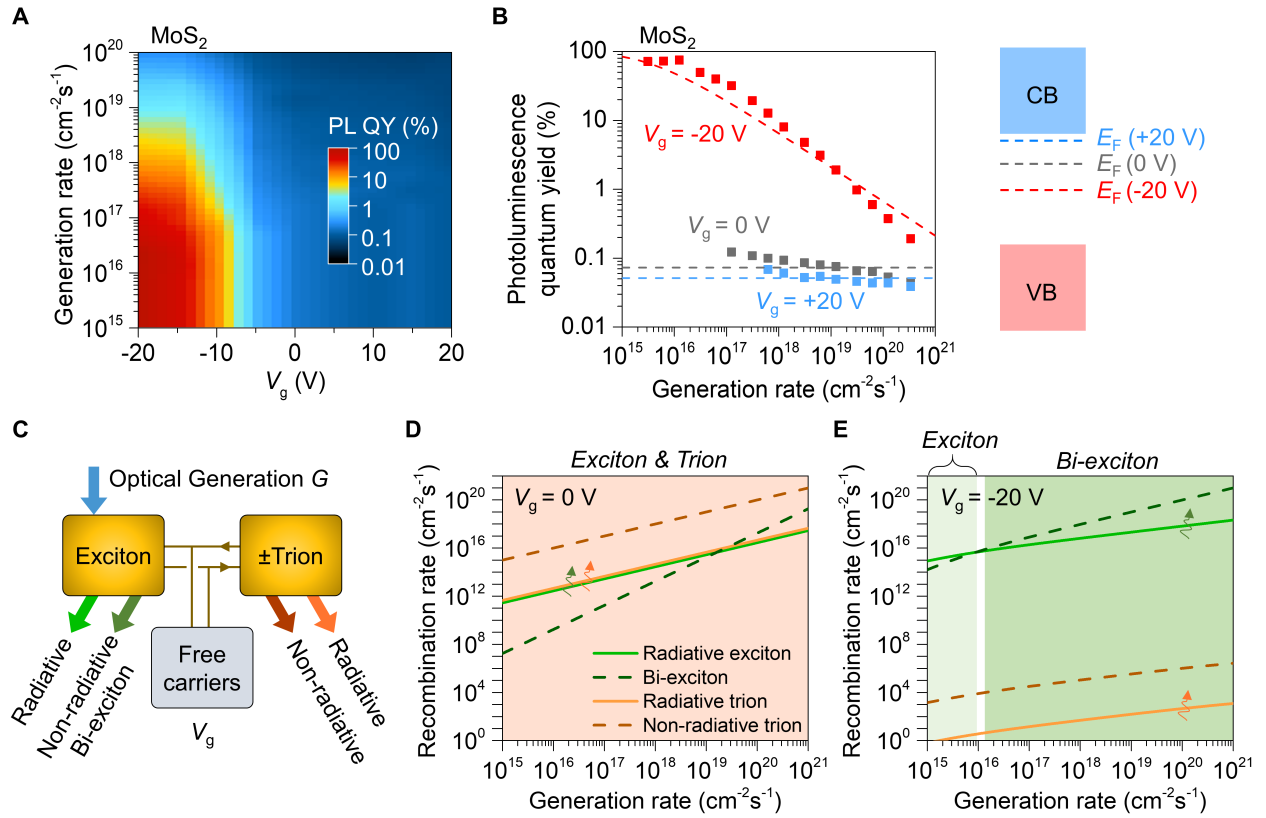 A
MoS2
Generation rate (cm-2s-1)
10^20
10^19
10^18
10^17
10^16
10^15
-20
-10
0
10
20
Vg (V)
PL QY (%)
100
10
1
0.1
0.01
B
MoS2
Photoluminescence
quantum yield (%)
100
10
1
0.1
0.01
Vg = -20 V
Vg = 0 V
Vg = +20 V
10^15
10^16
10^17
10^18
10^19
10^20
10^21
Generation rate (cm-2s-1)
CB
EF (+20 V)
EF (0 V)
EF (-20 V)
VB
C
Optical Generation G
Exciton
±Trion
Free
carriers
Vg
Radiative
Non-radiative
Bi-exciton
Non-radiative
Radiative
D
Exciton & Trion
Vg = 0 V
Recombination rate (cm-2s-1)
10^20
10^16
10^12
10^8
10^4
10^0
Radiative exciton
Bi-exciton
Radiative trion
Non-radiative trion
10^15
10^16
10^17
10^18
10^19
10^20
10^21
Generation rate (cm-2s-1)
E
Exciton
Bi-exciton
Vg = -20 V
Recombination rate (cm-2s-1)
10^20
10^16
10^12
10^8
10^4
10^0
10^15
10^16
10^17
10^18
10^19
10^20
10^21
Generation rate (cm-2s-1)